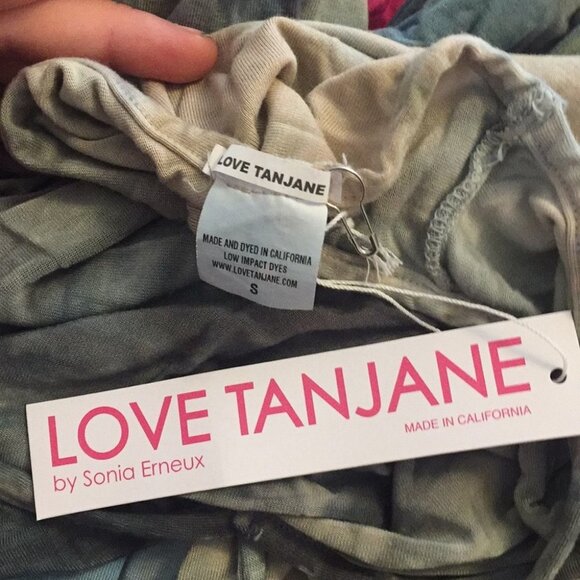 LOVE TANJANE
MADE AND DYED IN CALIFORNIA
LOW IMPACT DYES
WWW.LOVETANJANE.COM
S
LOVE TANJANE
MADE IN CALIFORNIA
by Sonia Erneux